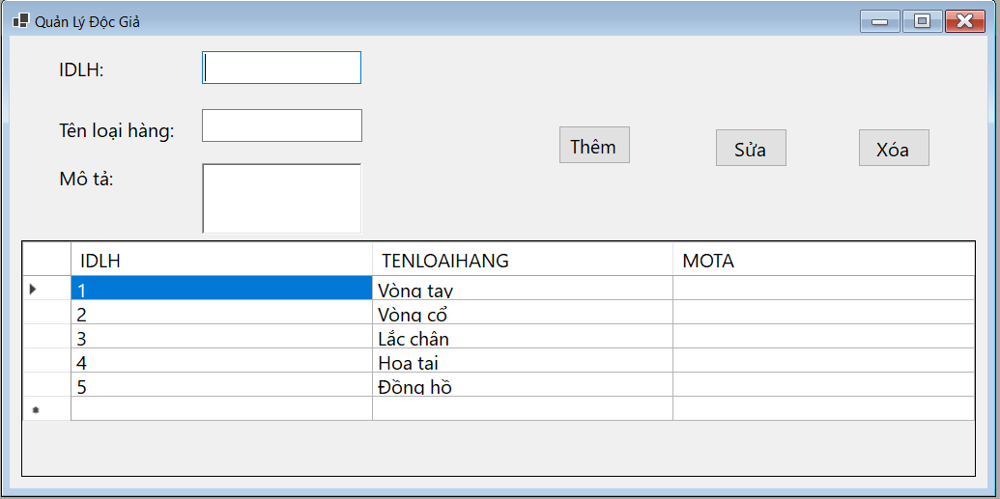 Quản Lý Độc Giả
IDLH:
Tên loại hàng:
Mô tả:
Thêm Sửa Xóa
IDLH TENLOAIHANG MOTA
1 Vòng tay
2 Vòng cổ
3 Lắc chân
4 Hoa tai
5 Đồng hồ